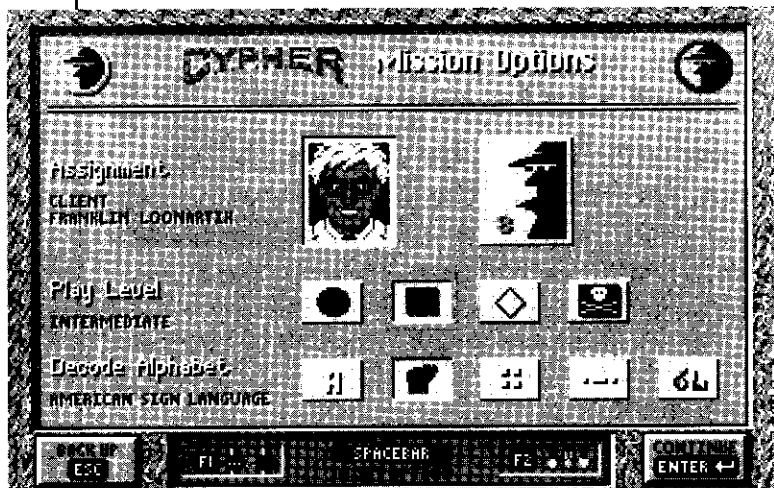 CYPHER Mission Options
Assignment
CLIENT
FRANKLIN LOONARTIK
Play Level
INTERMEDIATE
Decode Alphabet
AMERICAN SIGN LANGUAGE
BACK UP
ESC
F1
SPACEBAR
F2
CONTINUE
ENTER ↵